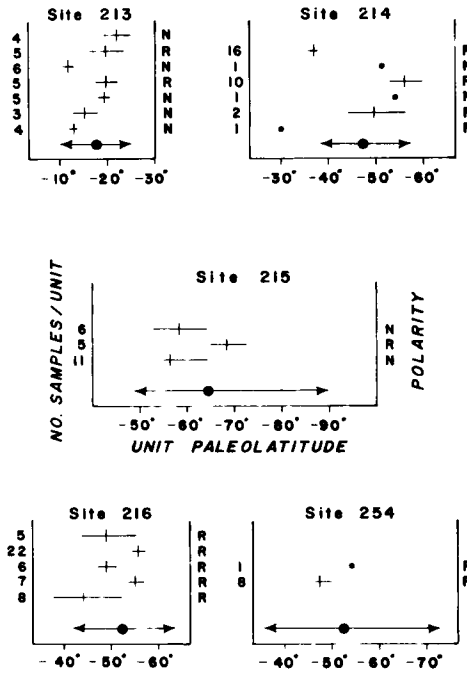 Site 213
4 N
5 R
6 N
5 R
5 N
3 N
4 N
-10° -20° -30°
Site 214
16 R
1 N
10 R
1 N
2 R
1 R
-30° -40° -50° -60°
Site 215
NO. SAMPLES/UNIT
6 N
5 R
11 N
POLARITY
-50° -60° -70° -80° -90°
UNIT PALEOLATITUDE
Site 216
5 R
22 R
6 R
7 R
8 R
-40° -50° -60°
Site 254
1 R
8 R
-40° -50° -60° -70°